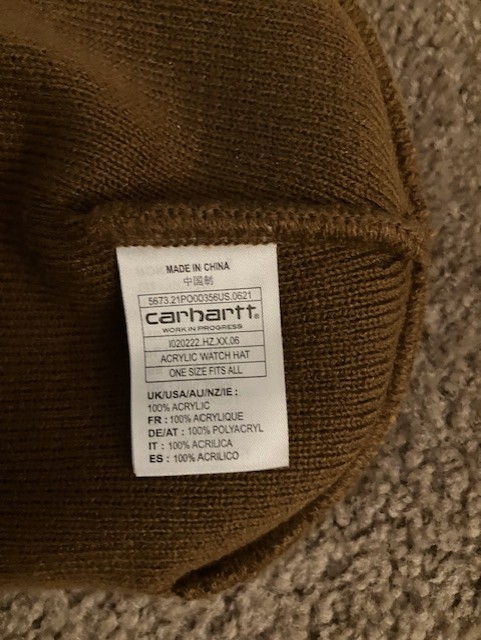 MADE IN CHINA
中国制
5673.21PO0D356US.0621
carhartt®
WORK IN PROGRESS
I020222.HZ.XX.06
ACRYLIC WATCH HAT
ONE SIZE FITS ALL
UK/USA/AU/NZ/IE :
100% ACRYLIC
FR : 100% ACRYLIQUE
DE/AT : 100% POLYACRYL
IT : 100% ACRILICA
ES : 100% ACRILICO